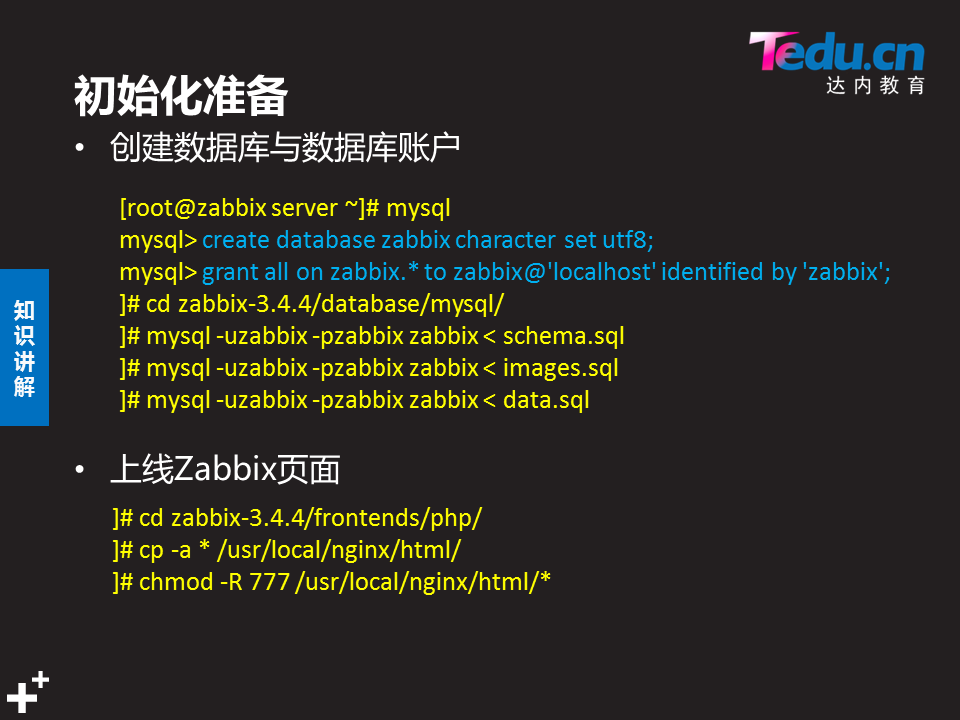 Tedu.cn
达内教育
初始化准备
• 创建数据库与数据库账户
[root@zabbix server ~]# mysql
mysql> create database zabbix character set utf8;
mysql> grant all on zabbix.* to zabbix@'localhost' identified by 'zabbix';
]# cd zabbix-3.4.4/database/mysql/
]# mysql -uzabbix -pzabbix zabbix < schema.sql
]# mysql -uzabbix -pzabbix zabbix < images.sql
]# mysql -uzabbix -pzabbix zabbix < data.sql
知识讲解
• 上线Zabbix页面
]# cd zabbix-3.4.4/frontends/php/
]# cp -a * /usr/local/nginx/html/
]# chmod -R 777 /usr/local/nginx/html/*